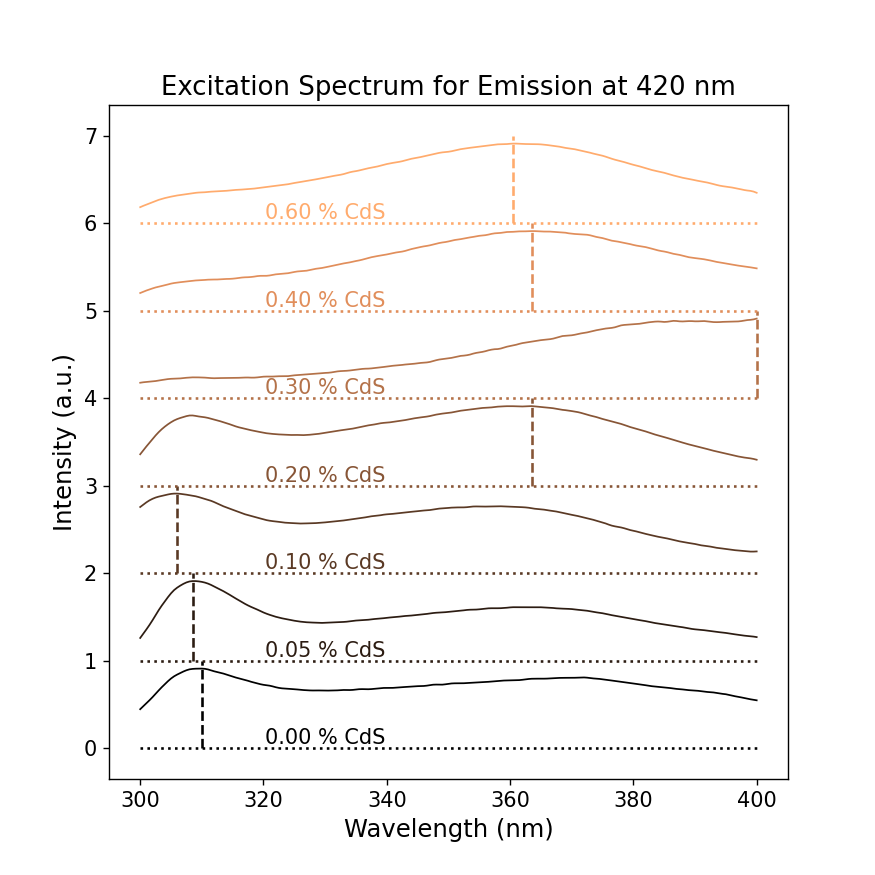 Excitation Spectrum for Emission at 420 nm
7
0.60 % CdS
6
0.40 % CdS
5
0.30 % CdS
4
0.20 % CdS
3
0.10 % CdS
2
0.05 % CdS
1
0.00 % CdS
0
Intensity (a.u.)
300 320 340 360 380 400
Wavelength (nm)